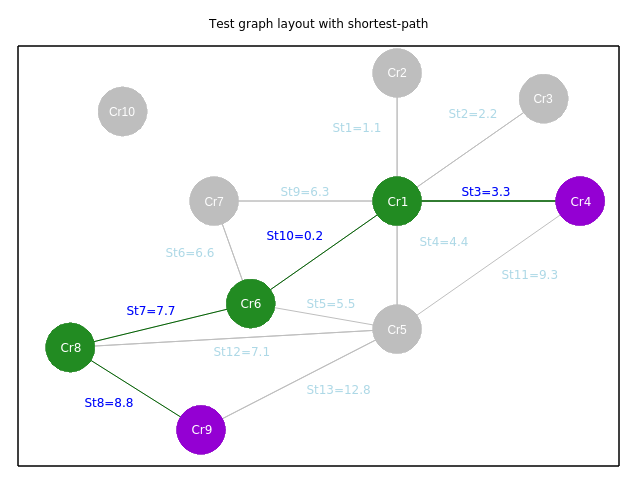 Test graph layout with shortest-path
Cr2
Cr3
Cr10
St2=2.2
St1=1.1
St9=6.3
St3=3.3
Cr7
Cr1
Cr4
St10=0.2
St4=4.4
St6=6.6
St11=9.3
Cr6
St5=5.5
St7=7.7
Cr5
Cr8
St12=7.1
St13=12.8
St8=8.8
Cr9